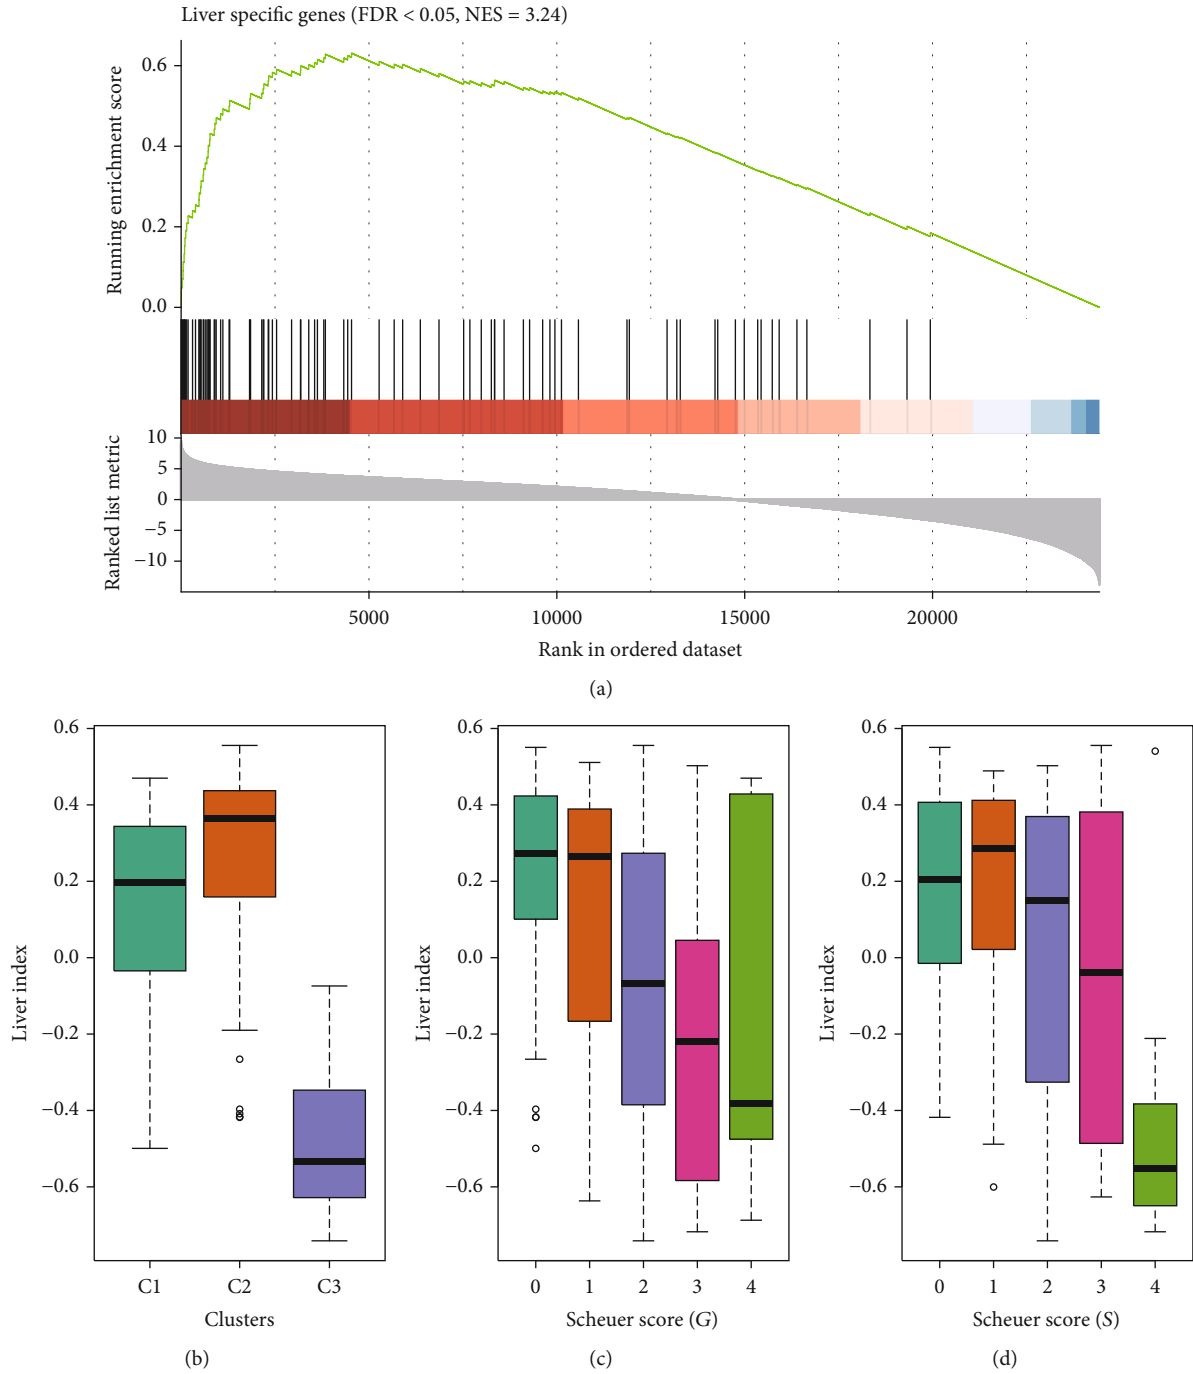 Liver specific genes (FDR < 0.05, NES = 3.24)
Running enrichment score
0.6
0.4
0.2
0.0
Ranked list metric
10
5
0
−5
−10
5000 10000 15000 20000
Rank in ordered dataset
(a)
Liver index
0.6
0.4
0.2
0.0
−0.2
−0.4
−0.6
C1 C2 C3
Clusters
(b)
Liver index
0.6
0.4
0.2
0.0
−0.2
−0.4
−0.6
0 1 2 3 4
Scheuer score (G)
(c)
Liver index
0.6
0.4
0.2
0.0
−0.2
−0.4
−0.6
0 1 2 3 4
Scheuer score (S)
(d)